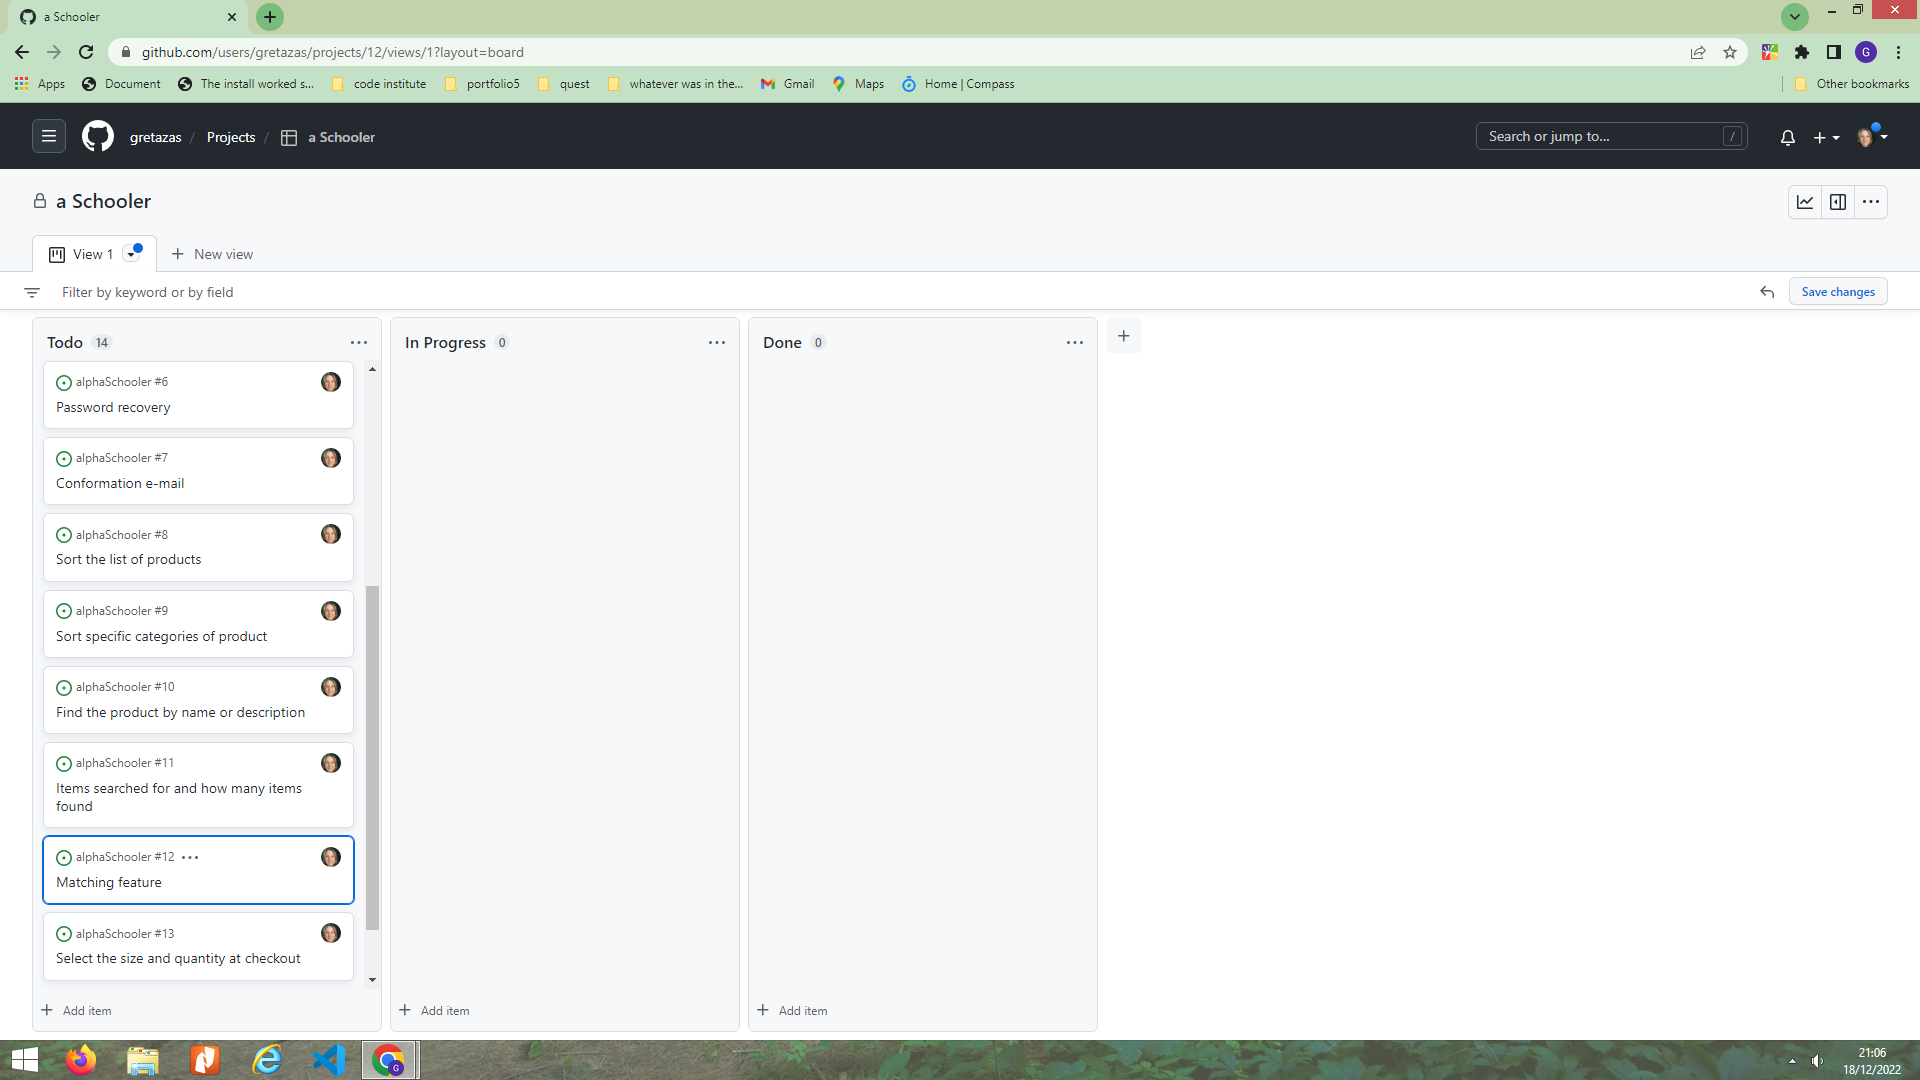 a Schooler
github.com/users/gretazas/projects/12/views/1?layout=board
G
Apps
Document
The install worked s...
code institute
portfolio5
quest
whatever was in the...
Gmail
Maps
Home | Compass
Other bookmarks
gretazas / Projects / a Schooler
Search or jump to...
/
a Schooler
View 1
New view
Filter by keyword or by field
Save changes
Todo 14
In Progress 0
Done 0
alphaSchooler #6
Password recovery
alphaSchooler #7
Conformation e-mail
alphaSchooler #8
Sort the list of products
alphaSchooler #9
Sort specific categories of product
alphaSchooler #10
Find the product by name or description
alphaSchooler #11
Items searched for and how many items
found
alphaSchooler #12
Matching feature
alphaSchooler #13
Select the size and quantity at checkout
Add item
Add item
Add item
G
21:06
18/12/2022